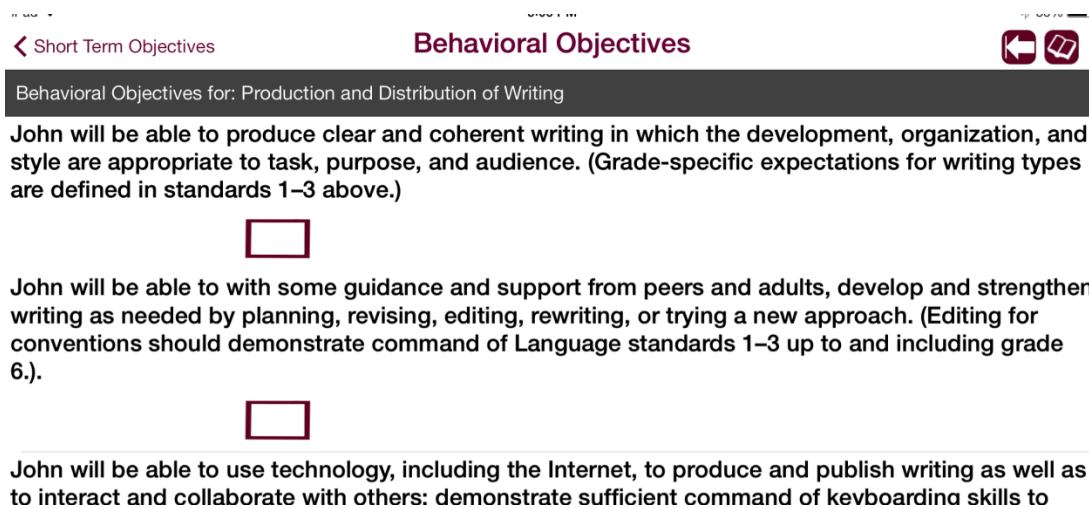 Short Term Objectives
Behavioral Objectives
Behavioral Objectives for: Production and Distribution of Writing
John will be able to produce clear and coherent writing in which the development, organization, and
style are appropriate to task, purpose, and audience. (Grade-specific expectations for writing types
are defined in standards 1–3 above.)
John will be able to with some guidance and support from peers and adults, develop and strengthen
writing as needed by planning, revising, editing, rewriting, or trying a new approach. (Editing for
conventions should demonstrate command of Language standards 1–3 up to and including grade
6.).
John will be able to use technology, including the Internet, to produce and publish writing as well as
to interact and collaborate with others; demonstrate sufficient command of keyboarding skills to